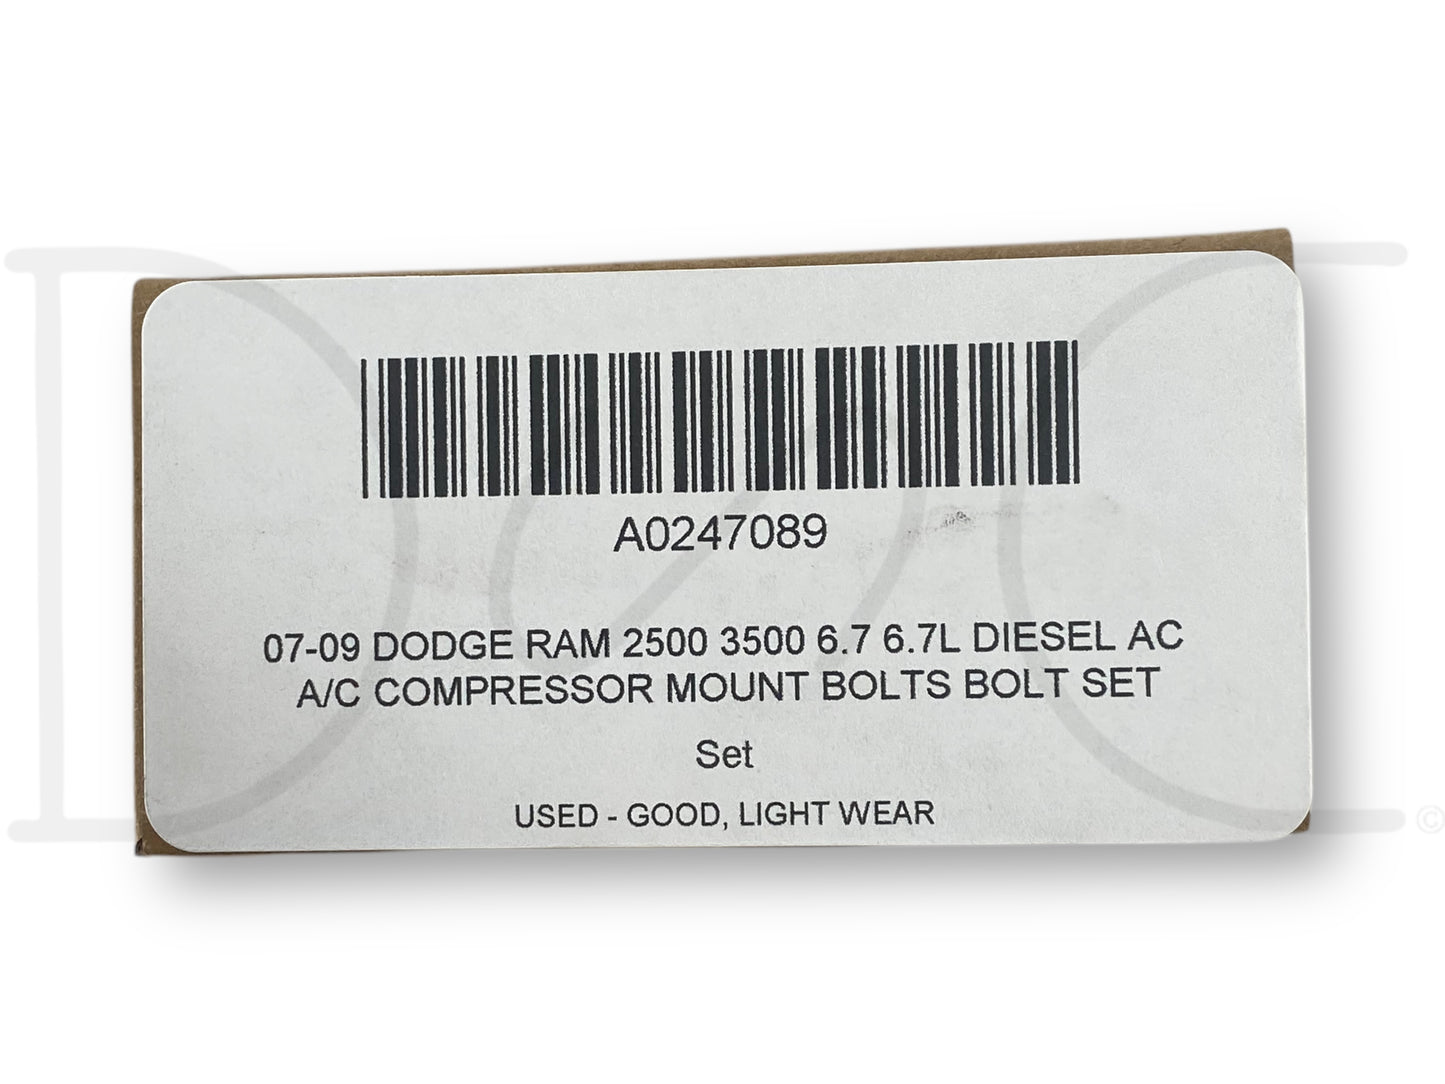 A0247089
07-09 DODGE RAM 2500 3500 6.7 6.7L DIESEL AC
A/C COMPRESSOR MOUNT BOLTS BOLT SET
Set
USED - GOOD, LIGHT WEAR
©